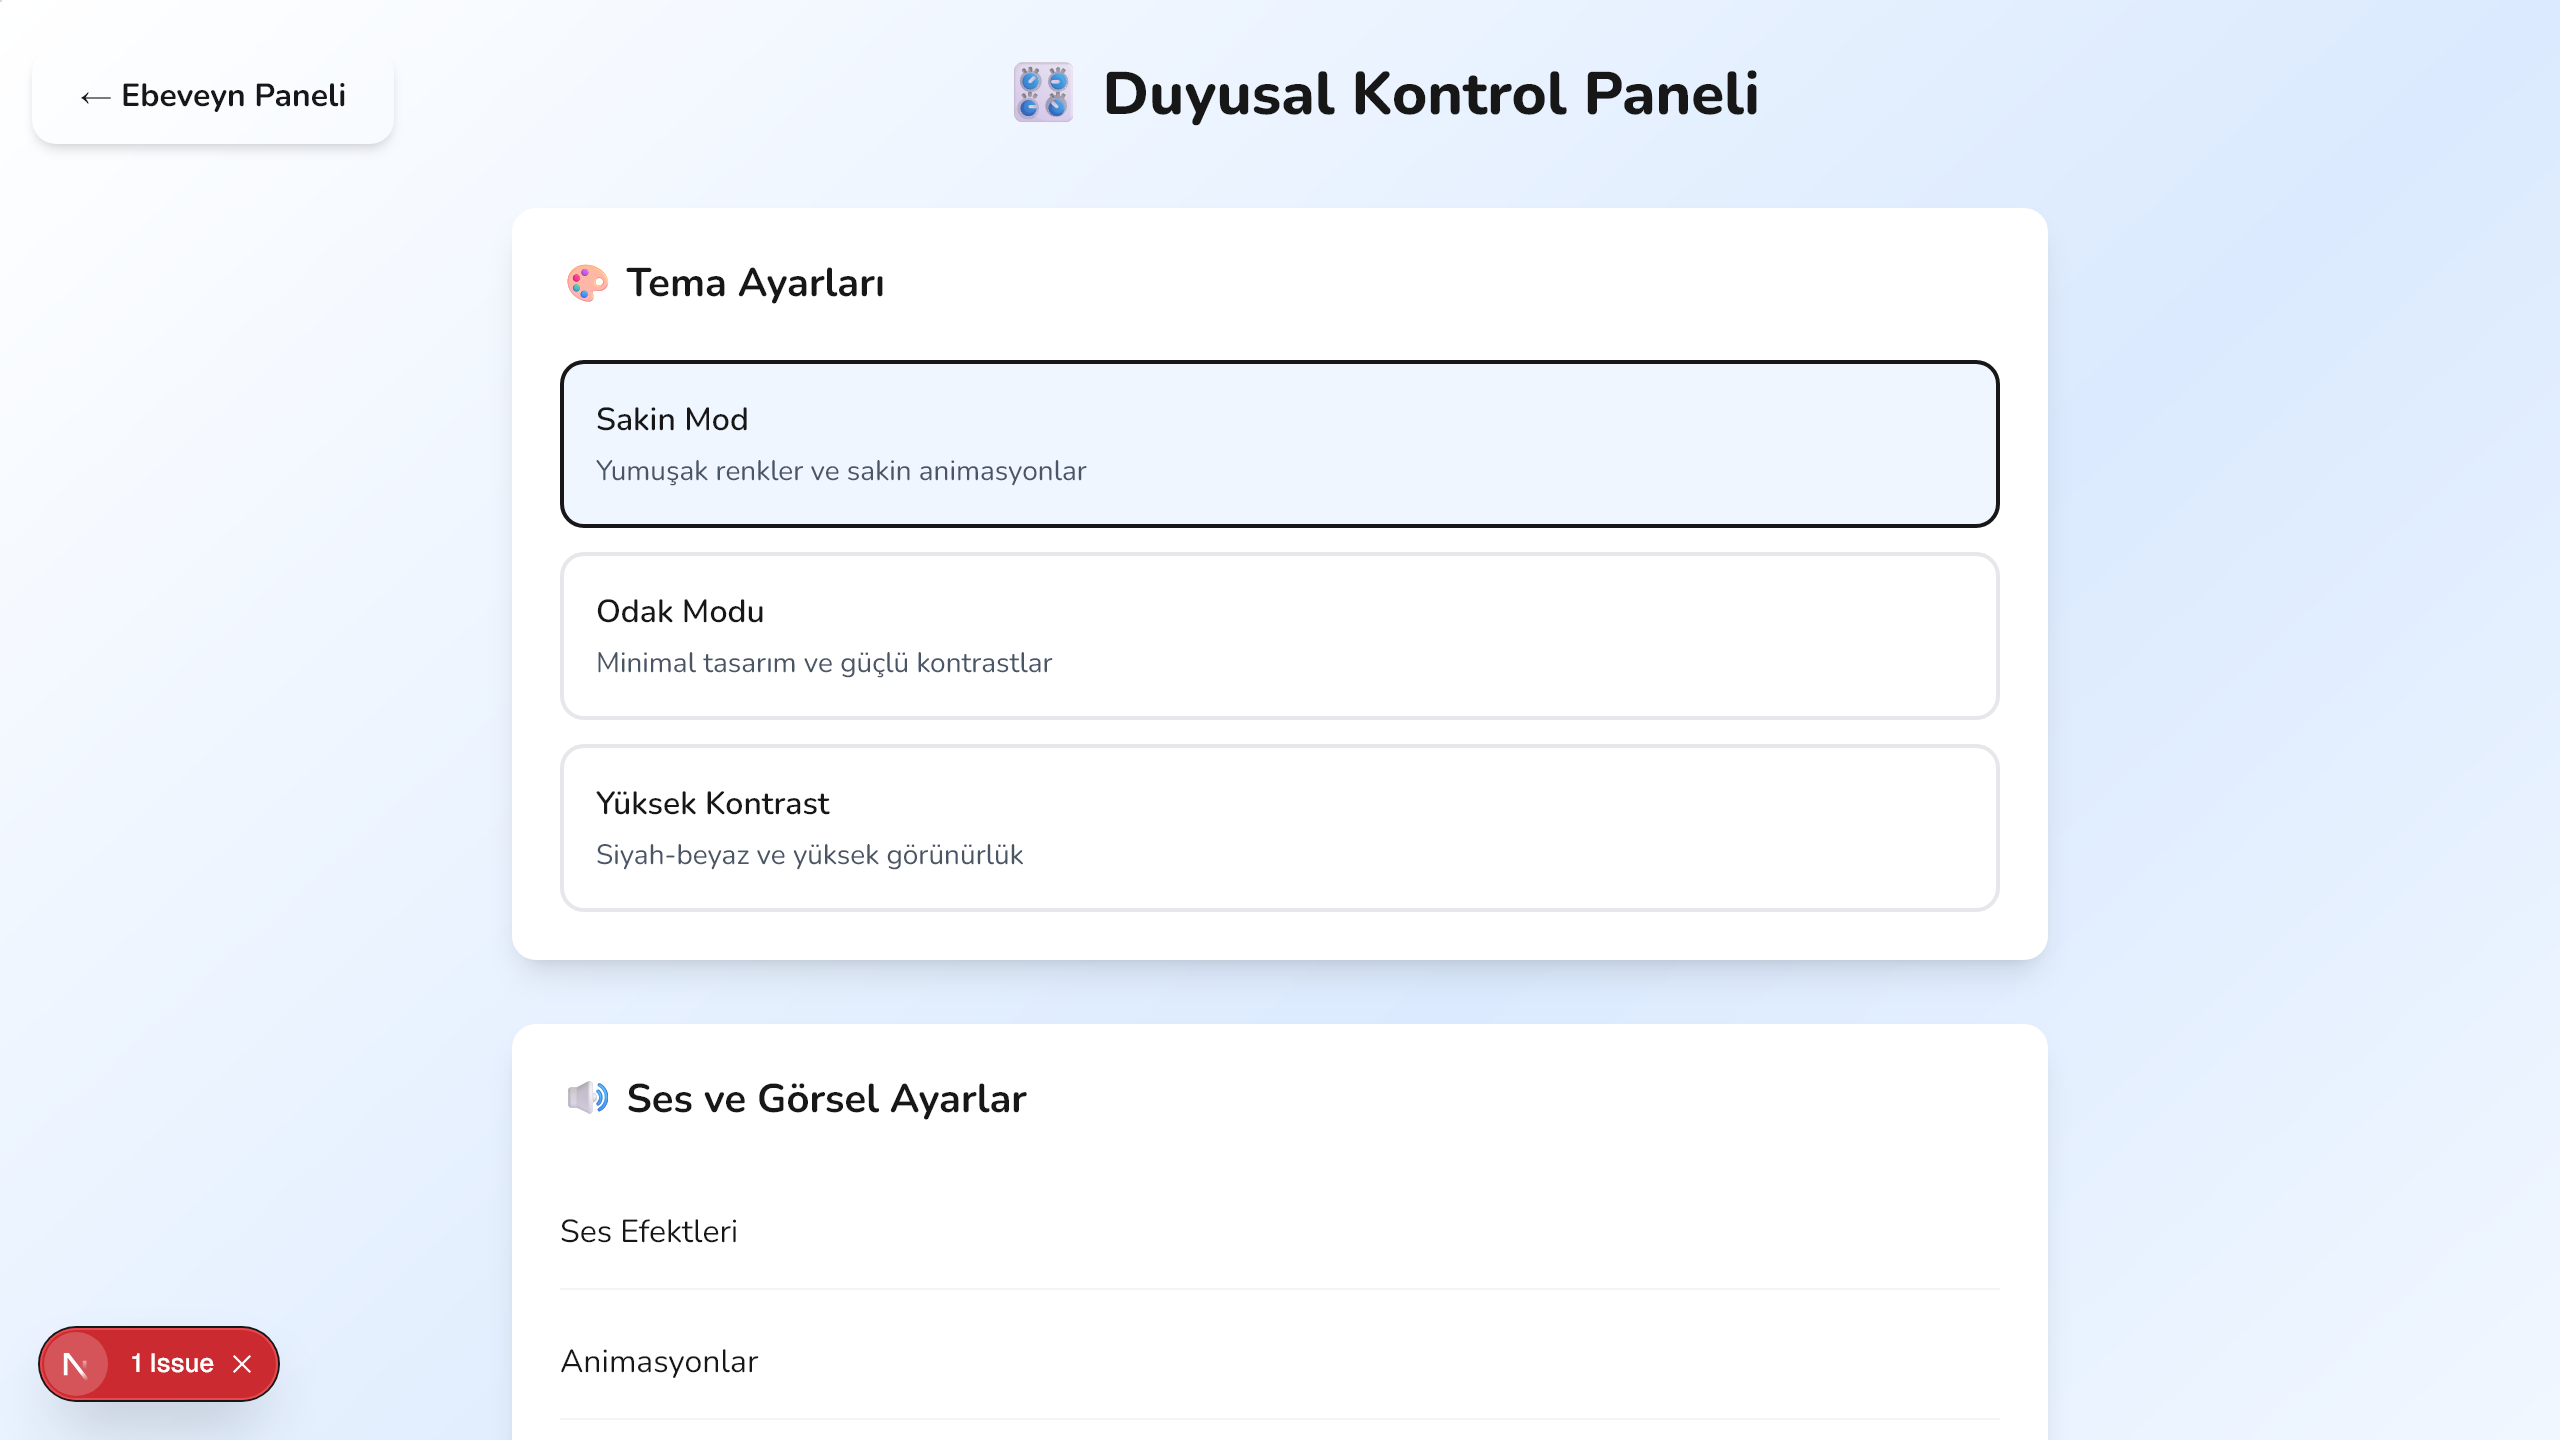 ← Ebeveyn Paneli
Duyusal Kontrol Paneli
Tema Ayarları
Sakin Mod
Yumuşak renkler ve sakin animasyonlar
Odak Modu
Minimal tasarım ve güçlü kontrastlar
Yüksek Kontrast
Siyah-beyaz ve yüksek görünürlük
Ses ve Görsel Ayarlar
Ses Efektleri
Animasyonlar
N 1 Issue ×